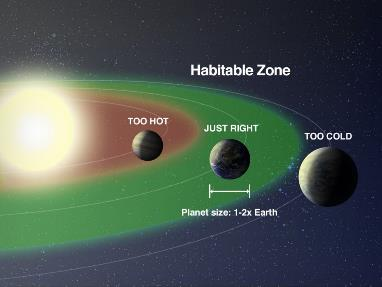 Habitable Zone
TOO HOT
JUST RIGHT
TOO COLD
Planet size: 1-2x Earth